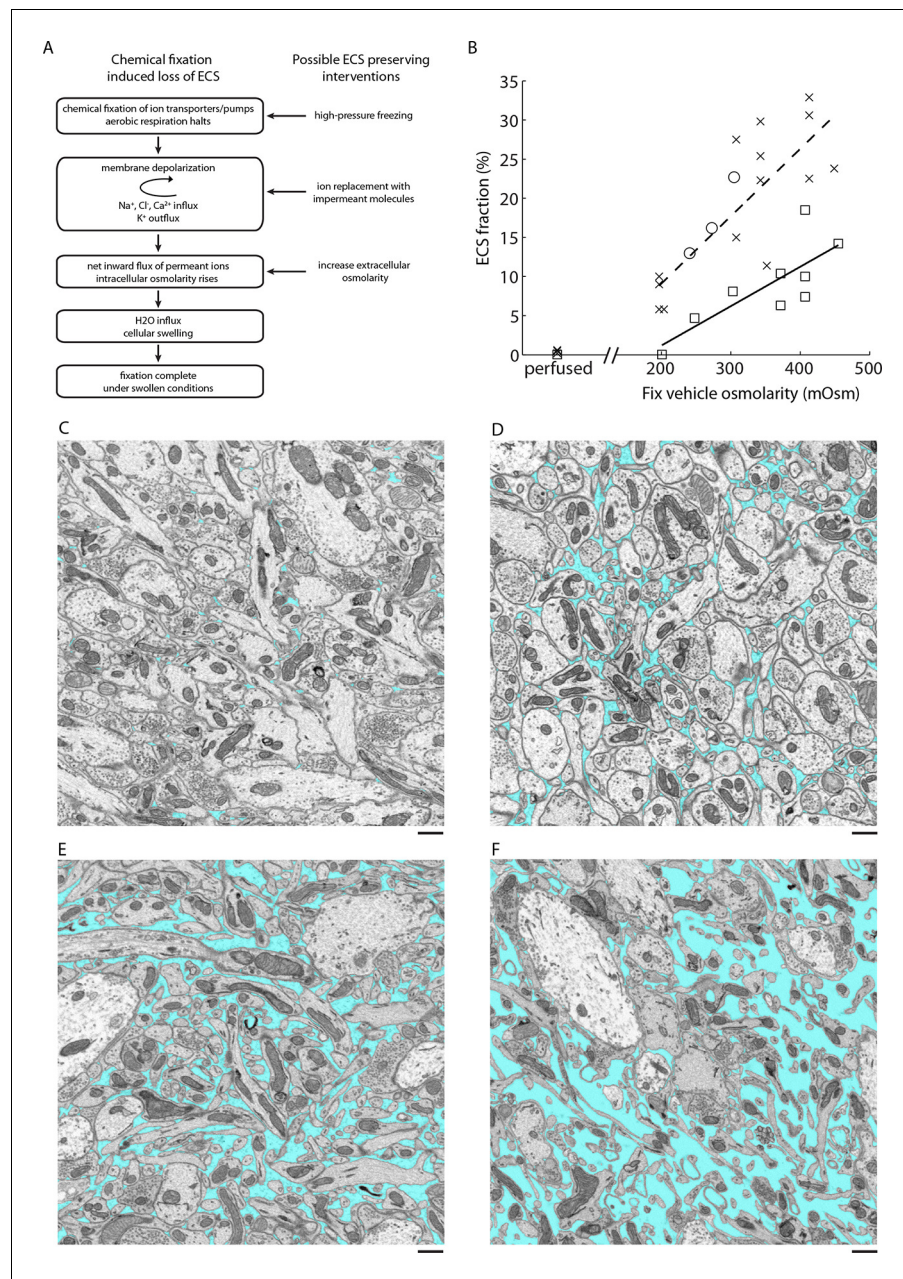 A
Chemical fixation
induced loss of ECS
Possible ECS preserving
interventions
chemical fixation of ion transporters/pumps
aerobic respiration halts
high-pressure freezing
membrane depolarization
Na⁺, Cl⁻, Ca²⁺ influx
K⁺ outflux
ion replacement with
impermeant molecules
net inward flux of permeant ions
intracellular osmolarity rises
increase extracellular
osmolarity
H2O influx
cellular swelling
fixation complete
under swollen conditions
B
ECS fraction (%)
35
30
25
20
15
10
5
0
perfused
200
300
400
500
Fix vehicle osmolarity (mOsm)
C
D
E
F